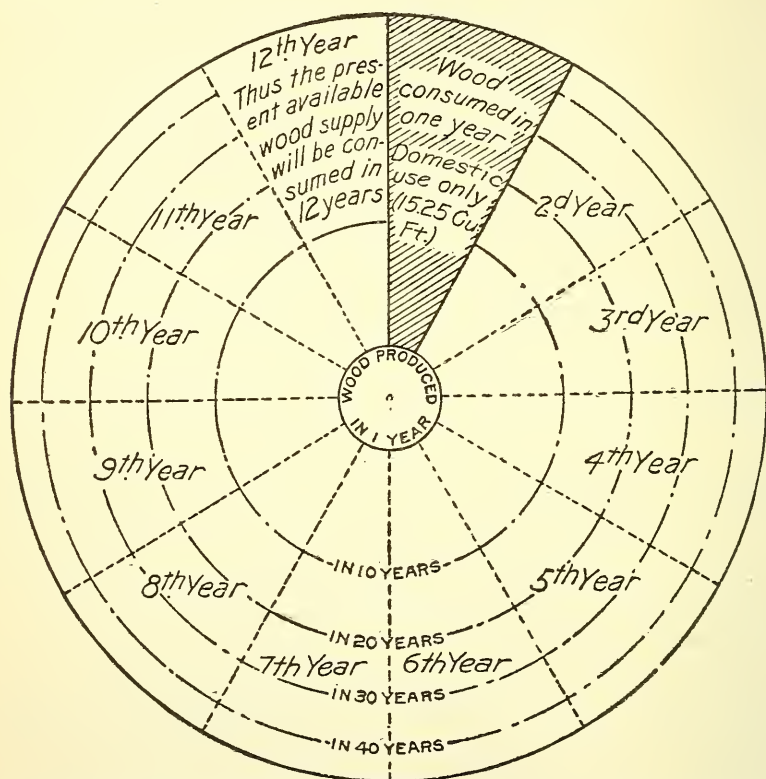 12th Year
Thus the pres-
ent available
wood supply
will be con-
sumed in
12 years
Wood
consumed in
one year
Domestic
use only
(15.25 Cu.
Ft.)
2d Year
3rd Year
4th Year
5th Year
6th Year
7th Year
8th Year
9th Year
10th Year
11th Year
WOOD PRODUCED
IN 1 YEAR
IN 10 YEARS
IN 20 YEARS
IN 30 YEARS
IN 40 YEARS